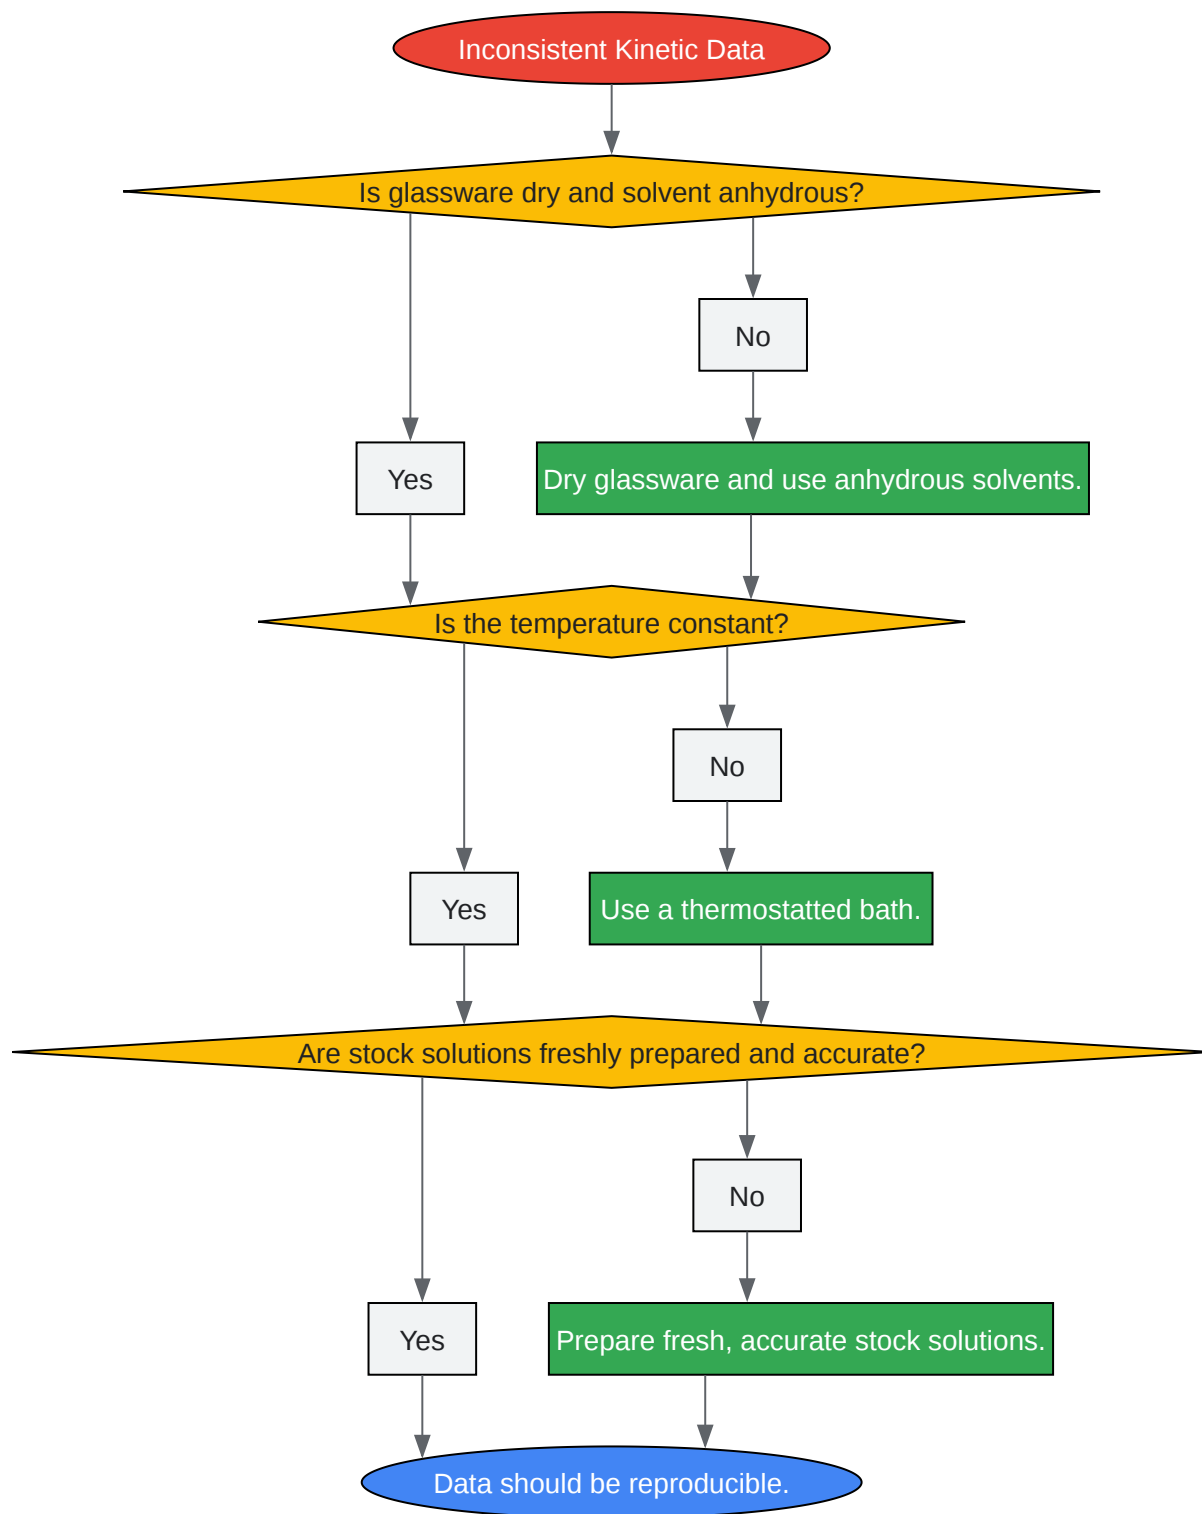 Inconsistent Kinetic Data
Is glassware dry and solvent anhydrous?
No
Yes
Dry glassware and use anhydrous solvents.
Is the temperature constant?
No
Yes
Use a thermostatted bath.
Are stock solutions freshly prepared and accurate?
No
Yes
Prepare fresh, accurate stock solutions.
Data should be reproducible.